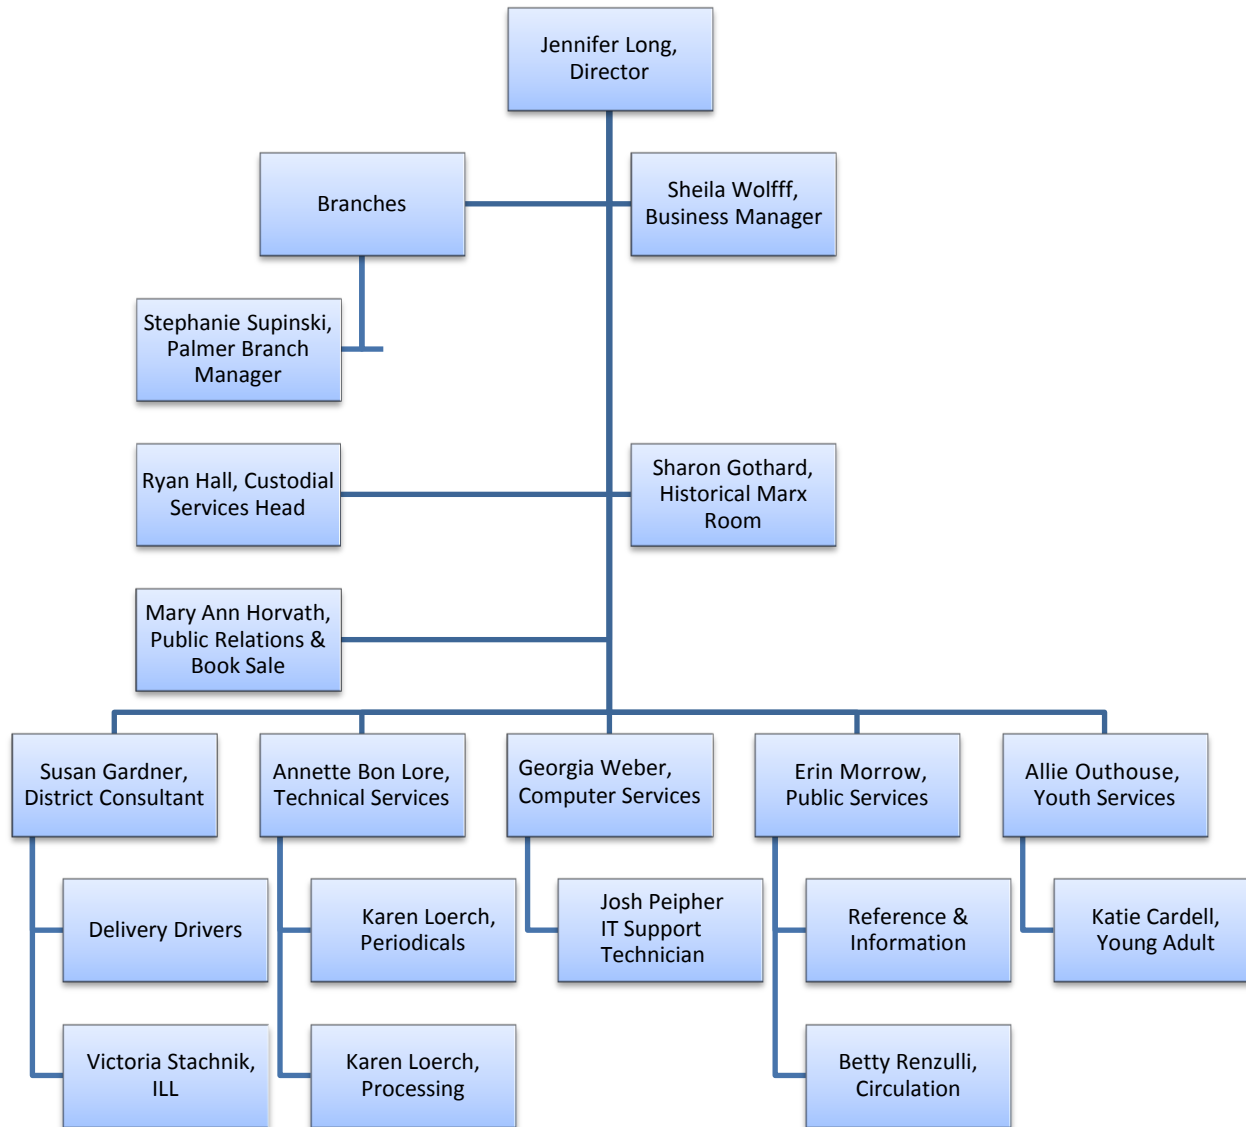 Jennifer Long,
Director
Branches
Sheila Wolfff,
Business Manager
Stephanie Supinski,
Palmer Branch
Manager
Ryan Hall, Custodial
Services Head
Sharon Gothard,
Historical Marx
Room
Mary Ann Horvath,
Public Relations &
Book Sale
Susan Gardner,
District Consultant
Annette Bon Lore,
Technical Services
Georgia Weber,
Computer Services
Erin Morrow,
Public Services
Allie Outhouse,
Youth Services
Delivery Drivers
Karen Loerch,
Periodicals
Josh Peipher
IT Support
Technician
Reference &
Information
Katie Cardell,
Young Adult
Victoria Stachnik,
ILL
Karen Loerch,
Processing
Betty Renzulli,
Circulation